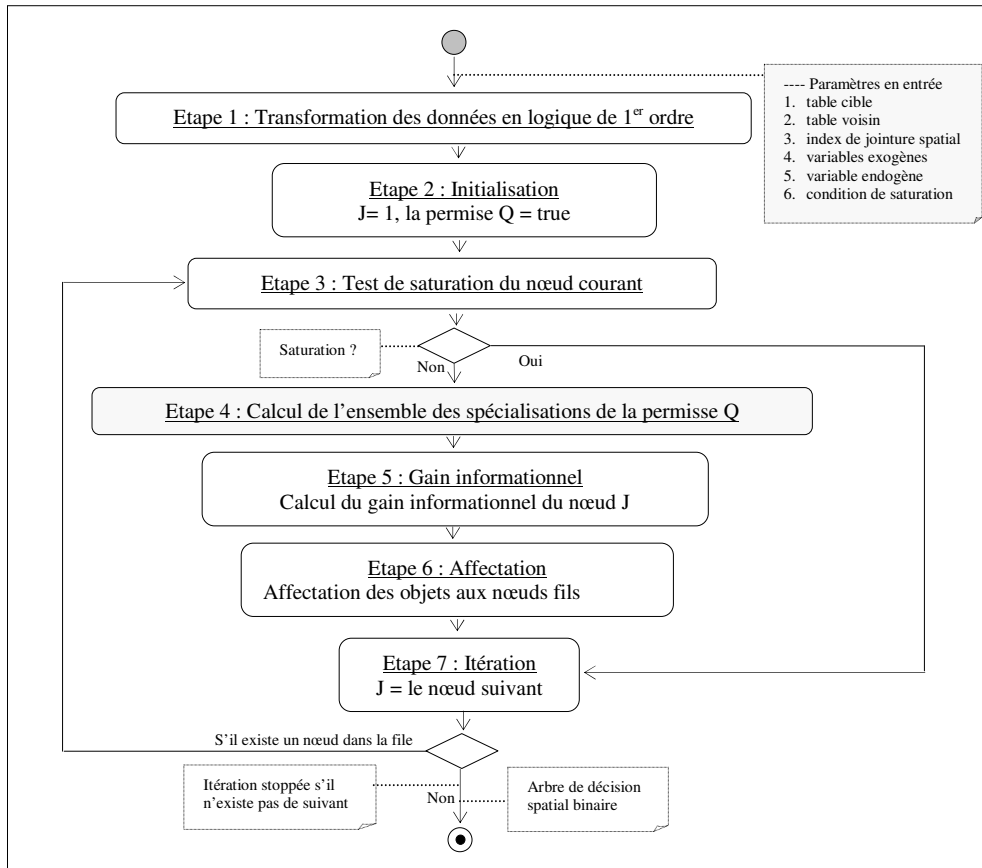 ---- Paramètres en entrée
1. table cible
2. table voisin
3. index de jointure spatial
4. variables exogènes
5. variable endogène
6. condition de saturation
Etape 1 : Transformation des données en logique de 1er ordre
Etape 2 : Initialisation
J= 1, la permise Q = true
Etape 3 : Test de saturation du nœud courant
Saturation ?
Non
Oui
Etape 4 : Calcul de l’ensemble des spécialisations de la permisse Q
Etape 5 : Gain informationnel
Calcul du gain informationnel du nœud J
Etape 6 : Affectation
Affectation des objets aux nœuds fils
Etape 7 : Itération
J = le nœud suivant
S’il existe un nœud dans la file
Itération stoppée s’il
n’existe pas de suivant
Non
Arbre de décision
spatial binaire